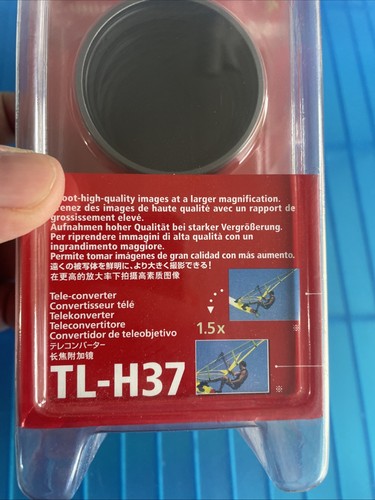 oot-high-quality images at a larger magnification.
enez des images de haute qualité avec un rapport de
grossissement elevé.
Aufnahmen hoher Qualität bei starker Vergrößerung.
Per riprendere immagini di alta qualità con un
ingrandimento maggiore.
Permite tomar imágenes de gran calidad con más aumento.
遠くの被写体を鮮明に、より大きく撮影できる!
在更高的放大率下拍摄高素质图像
Tele-converter
Convertisseur télé
Telekonverter
Teleconvertitore
Convertidor de teleobjetivo
テレコンバーター
长焦附加镜
1.5x
※
TL-H37
※